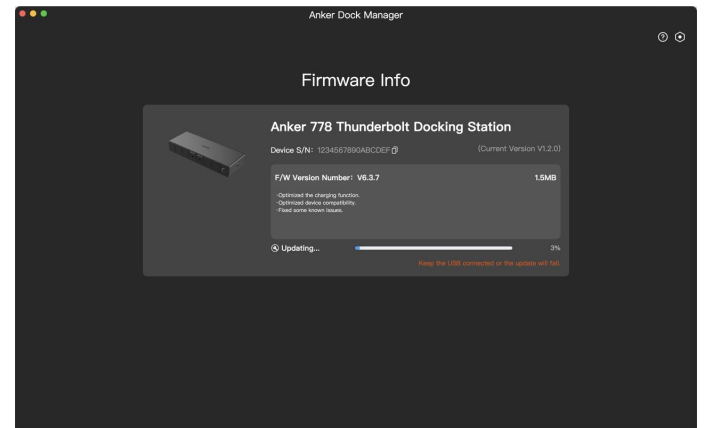 Anker Dock Manager
Firmware Info
Anker 778 Thunderbolt Docking Station
Device S/N: 1234567890ABCDEF (Current Version V1.2.0)
F/W Version Number: V6.3.7 1.5MB
-Optimized the charging function.
-Optimized device compatibility.
-Fixed some known issues.
Updating... 3%
Keep the USB connected or the update will fail.